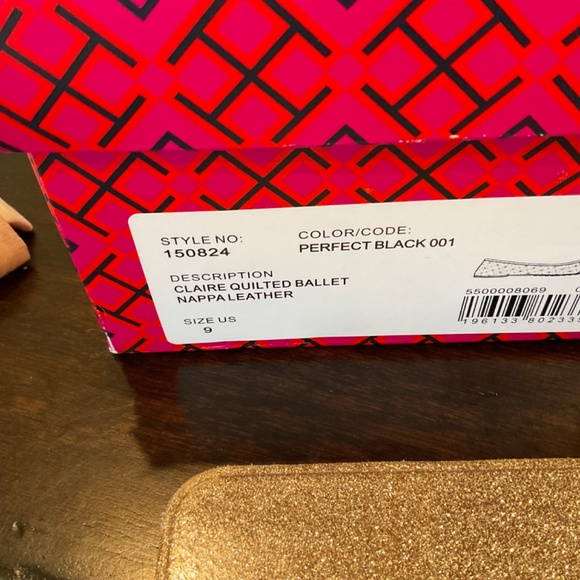 STYLE NO:
150824
COLOR/CODE:
PERFECT BLACK 001
DESCRIPTION
CLAIRE QUILTED BALLET
NAPPA LEATHER
SIZE US
9
5500008069
196133 802333